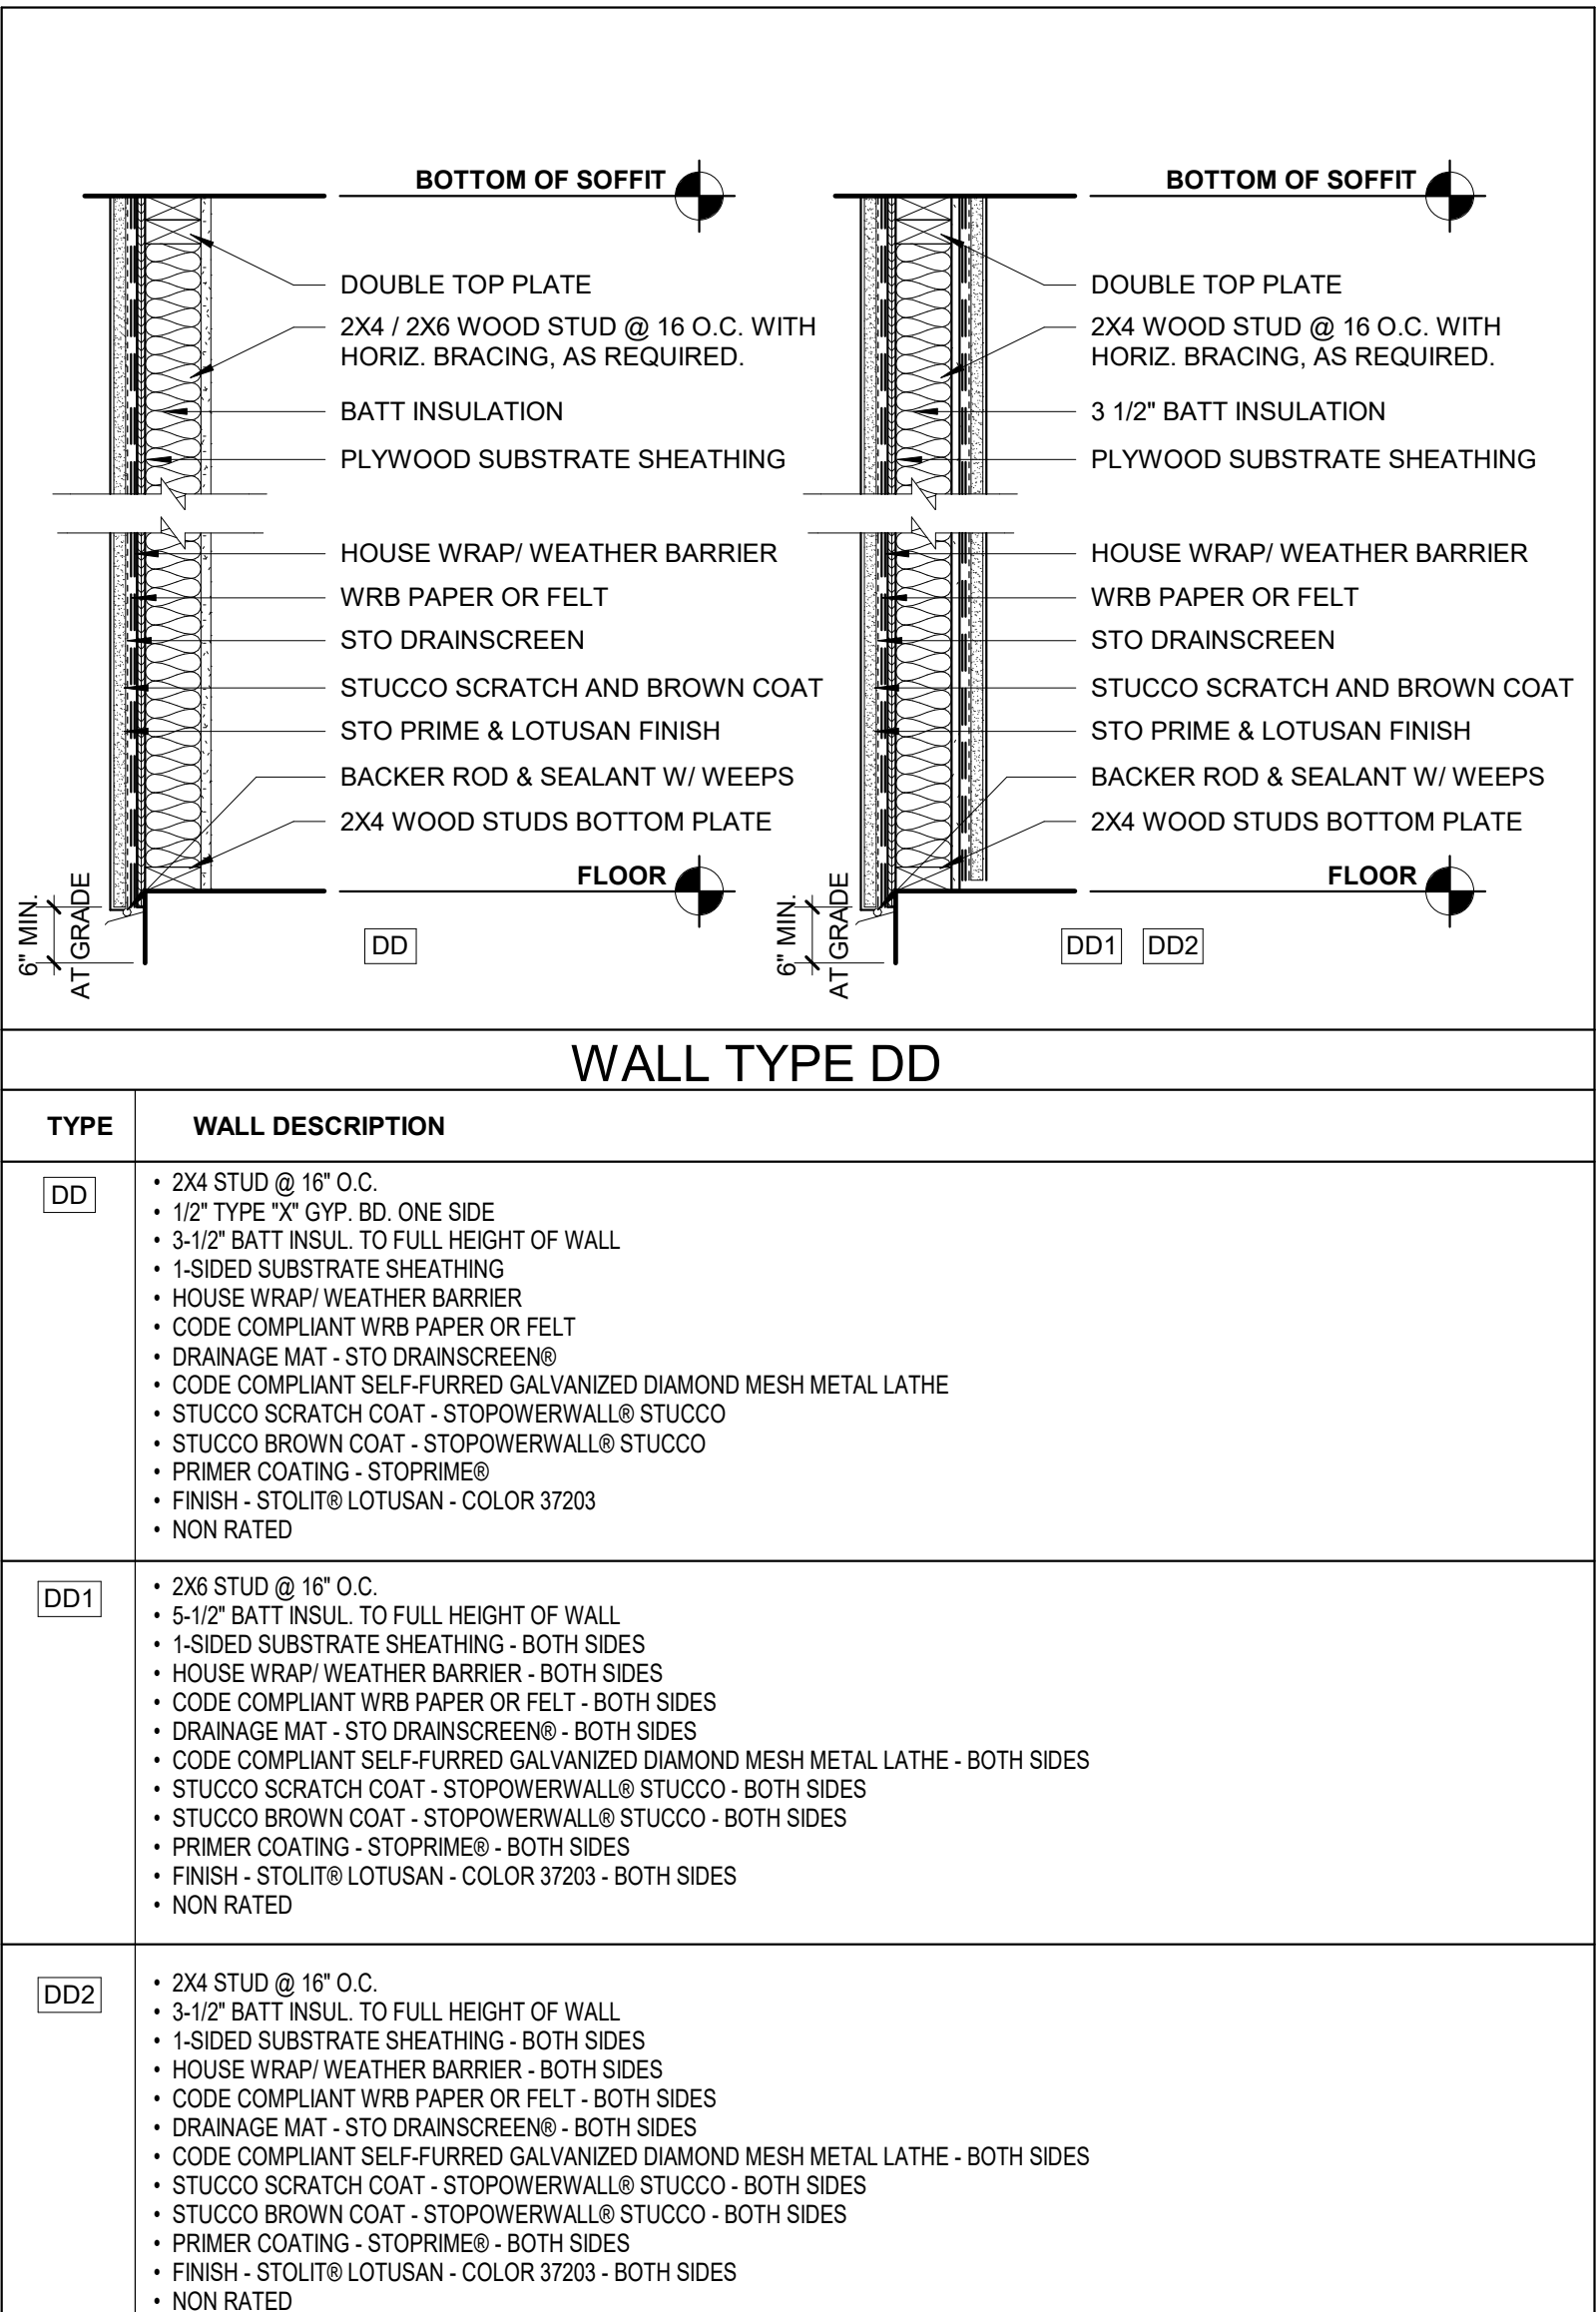 BOTTOM OF SOFFIT
DOUBLE TOP PLATE
2X4 / 2X6 WOOD STUD @ 16 O.C. WITH
HORIZ. BRACING, AS REQUIRED.
BATT INSULATION
PLYWOOD SUBSTRATE SHEATHING
HOUSE WRAP/ WEATHER BARRIER
WRB PAPER OR FELT
STO DRAINSCREEN
STUCCO SCRATCH AND BROWN COAT
STO PRIME & LOTUSAN FINISH
BACKER ROD & SEALANT W/ WEEPS
2X4 WOOD STUDS BOTTOM PLATE
FLOOR
6" MIN.
AT GRADE
DD
BOTTOM OF SOFFIT
DOUBLE TOP PLATE
2X4 WOOD STUD @ 16 O.C. WITH
HORIZ. BRACING, AS REQUIRED.
3 1/2" BATT INSULATION
PLYWOOD SUBSTRATE SHEATHING
HOUSE WRAP/ WEATHER BARRIER
WRB PAPER OR FELT
STO DRAINSCREEN
STUCCO SCRATCH AND BROWN COAT
STO PRIME & LOTUSAN FINISH
BACKER ROD & SEALANT W/ WEEPS
2X4 WOOD STUDS BOTTOM PLATE
FLOOR
6" MIN.
AT GRADE
DD1 DD2
WALL TYPE DD
TYPE WALL DESCRIPTION
DD
• 2X4 STUD @ 16" O.C.
• 1/2" TYPE "X" GYP. BD. ONE SIDE
• 3-1/2" BATT INSUL. TO FULL HEIGHT OF WALL
• 1-SIDED SUBSTRATE SHEATHING
• HOUSE WRAP/ WEATHER BARRIER
• CODE COMPLIANT WRB PAPER OR FELT
• DRAINAGE MAT - STO DRAINSCREEN®
• CODE COMPLIANT SELF-FURRED GALVANIZED DIAMOND MESH METAL LATHE
• STUCCO SCRATCH COAT - STOPOWERWALL® STUCCO
• STUCCO BROWN COAT - STOPOWERWALL® STUCCO
• PRIMER COATING - STOPRIME®
• FINISH - STOLIT® LOTUSAN - COLOR 37203
• NON RATED
DD1
• 2X6 STUD @ 16" O.C.
• 5-1/2" BATT INSUL. TO FULL HEIGHT OF WALL
• 1-SIDED SUBSTRATE SHEATHING - BOTH SIDES
• HOUSE WRAP/ WEATHER BARRIER - BOTH SIDES
• CODE COMPLIANT WRB PAPER OR FELT - BOTH SIDES
• DRAINAGE MAT - STO DRAINSCREEN® - BOTH SIDES
• CODE COMPLIANT SELF-FURRED GALVANIZED DIAMOND MESH METAL LATHE - BOTH SIDES
• STUCCO SCRATCH COAT - STOPOWERWALL® STUCCO - BOTH SIDES
• STUCCO BROWN COAT - STOPOWERWALL® STUCCO - BOTH SIDES
• PRIMER COATING - STOPRIME® - BOTH SIDES
• FINISH - STOLIT® LOTUSAN - COLOR 37203 - BOTH SIDES
• NON RATED
DD2
• 2X4 STUD @ 16" O.C.
• 3-1/2" BATT INSUL. TO FULL HEIGHT OF WALL
• 1-SIDED SUBSTRATE SHEATHING - BOTH SIDES
• HOUSE WRAP/ WEATHER BARRIER - BOTH SIDES
• CODE COMPLIANT WRB PAPER OR FELT - BOTH SIDES
• DRAINAGE MAT - STO DRAINSCREEN® - BOTH SIDES
• CODE COMPLIANT SELF-FURRED GALVANIZED DIAMOND MESH METAL LATHE - BOTH SIDES
• STUCCO SCRATCH COAT - STOPOWERWALL® STUCCO - BOTH SIDES
• STUCCO BROWN COAT - STOPOWERWALL® STUCCO - BOTH SIDES
• PRIMER COATING - STOPRIME® - BOTH SIDES
• FINISH - STOLIT® LOTUSAN - COLOR 37203 - BOTH SIDES
• NON RATED